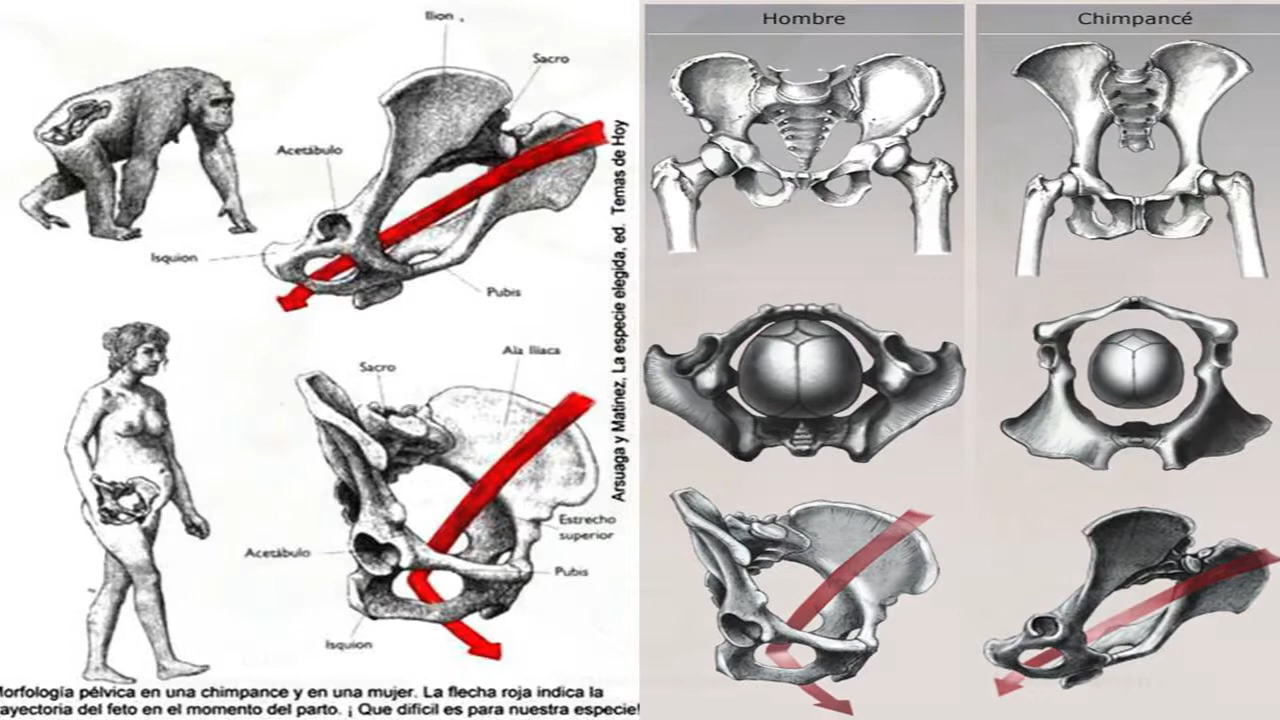 Ilion
Sacro
Acetábulo
Isquion
Pubis
Sacro
Ala Iliaca
Estrecho
superior
Acetábulo
Pubis
Isquion
Arsuaga y Matinez, La especie elegida, ed. Temas de Hoy
Morfología pélvica en una chimpance y en una mujer. La flecha roja indica la
rayectoria del feto en el momento del parto. ¡ Que dificil es para nuestra especie!
Hombre
Chimpancé